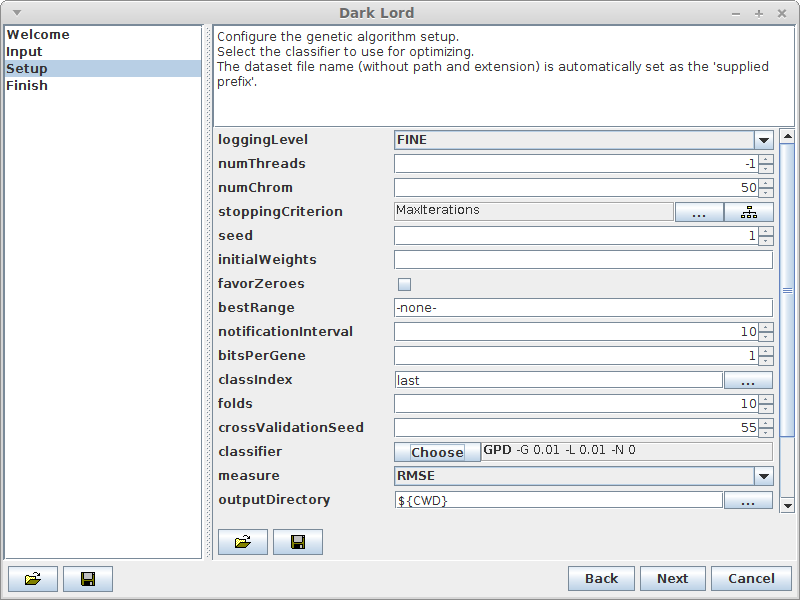 Dark Lord
Welcome
Input
Setup
Finish
Configure the genetic algorithm setup.
Select the classifier to use for optimizing.
The dataset file name (without path and extension) is automatically set as the 'supplied
prefix'.
loggingLevel FINE
numThreads -1
numChrom 50
stoppingCriterion MaxIterations ...
seed 1
initialWeights
favorZeroes
bestRange -none-
notificationInterval 10
bitsPerGene 1
classIndex last ...
folds 10
crossValidationSeed 55
classifier Choose GPD -G 0.01 -L 0.01 -N 0
measure RMSE
outputDirectory ${CWD} ...
Back Next Cancel